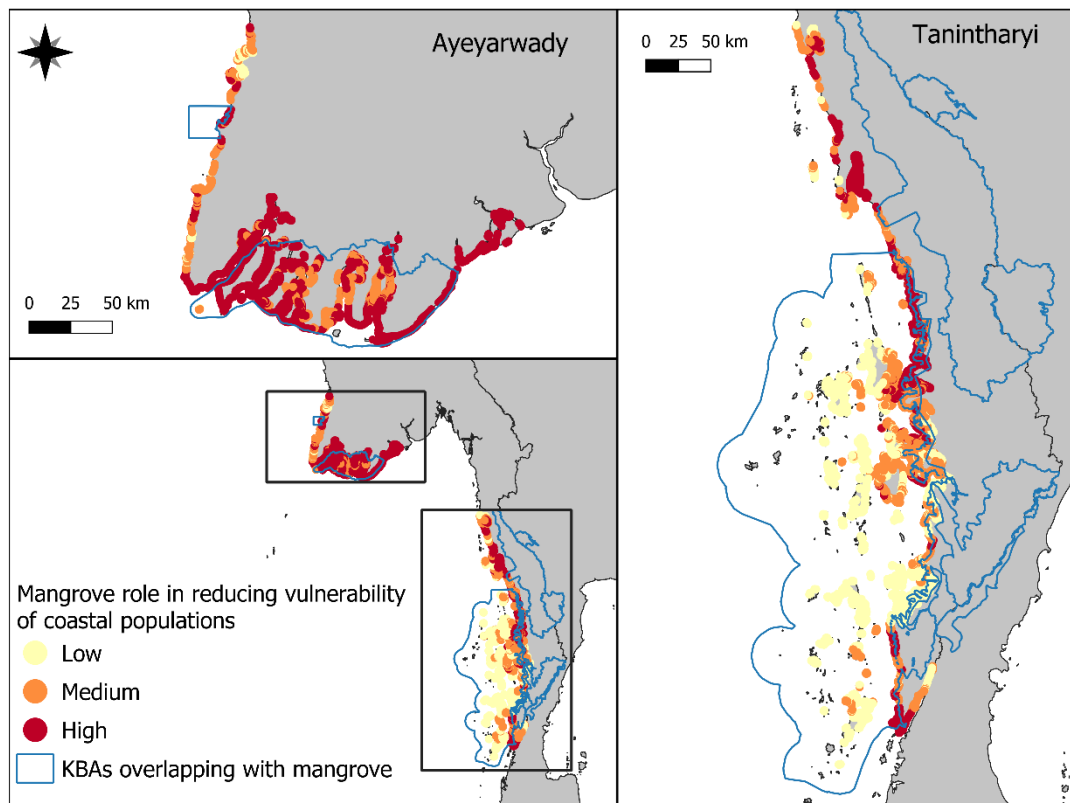 Ayeyarwady
0 25 50 km
Tanintharyi
0 25 50 km
Mangrove role in reducing vulnerability
of coastal populations
Low
Medium
High
KBAs overlapping with mangrove